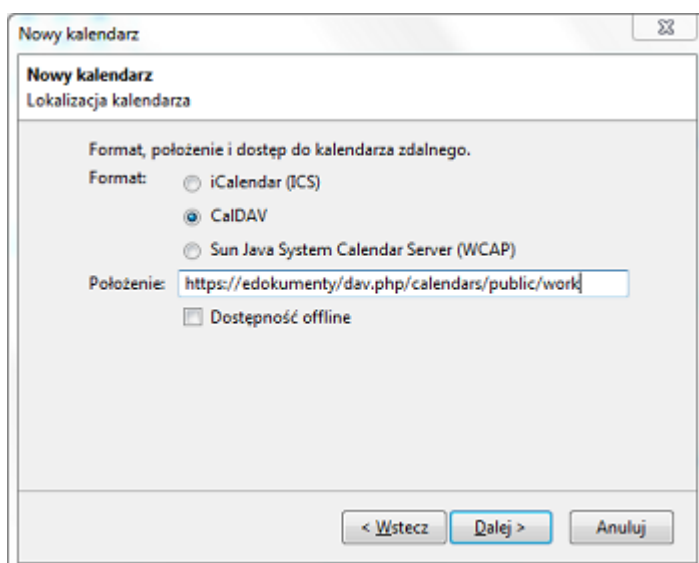 Nowy kalendarz
Nowy kalendarz
Lokalizacja kalendarza
Format, położenie i dostęp do kalendarza zdalnego.
Format: iCalendar (ICS)
CalDAV
Sun Java System Calendar Server (WCAP)
Położenie: https://edokumenty/dav.php/calendars/public/work
Dostępność offline
< Wstecz Dalej > Anuluj